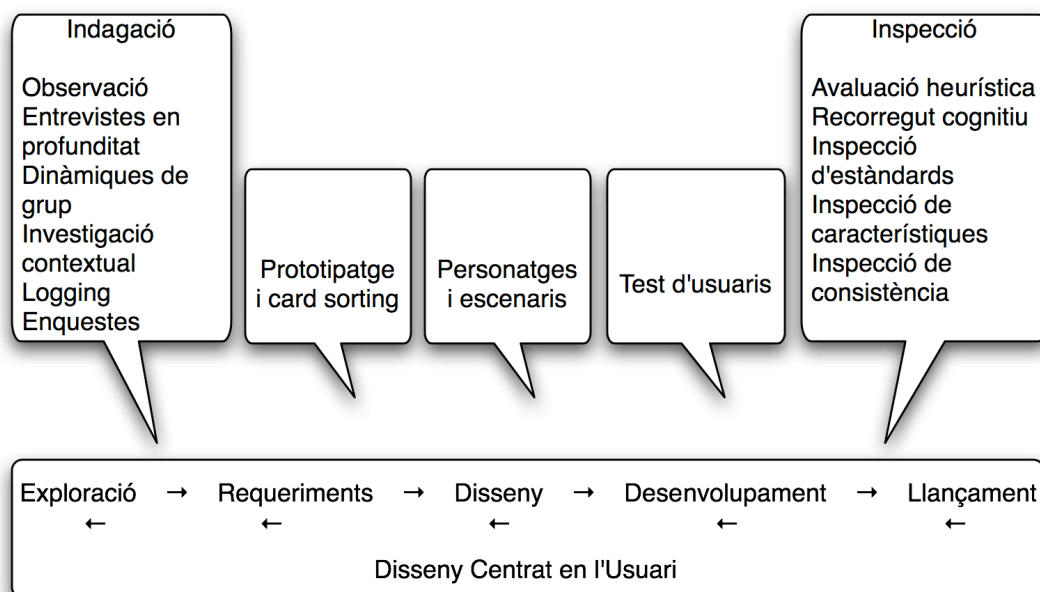 Indagació
Observació
Entrevistes en
profunditat
Dinàmiques de
grup
Investigació
contextual
Logging
Enquestes
Prototipatge
i card sorting
Personatges
i escenaris
Test d'usuaris
Inspecció
Avaluació heurística
Recorregut cognitiu
Inspecció
d'estàndards
Inspecció de
característiques
Inspecció de
consistència
Exploració → Requeriments → Disseny → Desenvolupament → Llançament
← ← ← ← ←
Disseny Centrat en l'Usuari